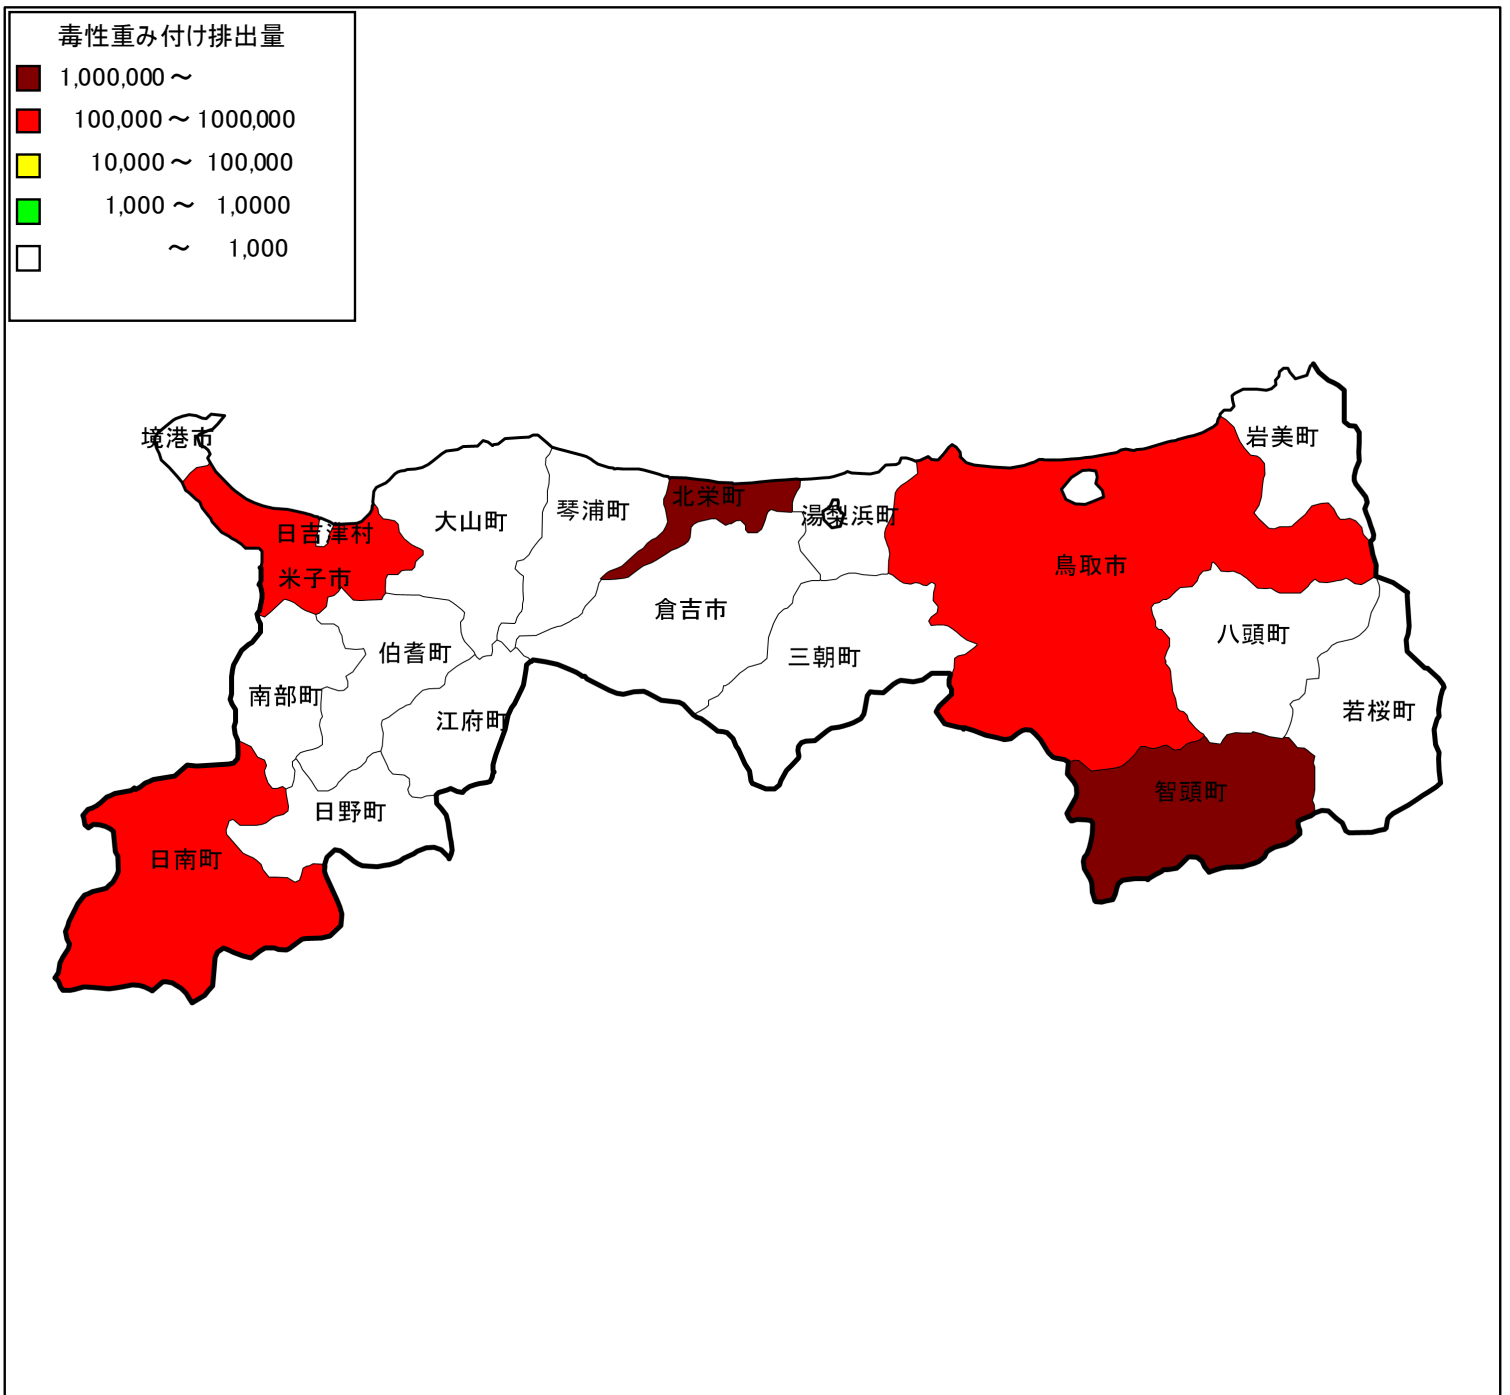 毒性重み付け排出量
1,000,000～
100,000～1000,000
10,000～ 100,000
1,000～ 1,0000
～ 1,000
境港市
岩美町
北栄町
琴浦町
湯梨浜町
大山町
日吉津村
鳥取市
米子市
倉吉市
八頭町
伯耆町
三朝町
南部町
若桜町
江府町
智頭町
日野町
日南町